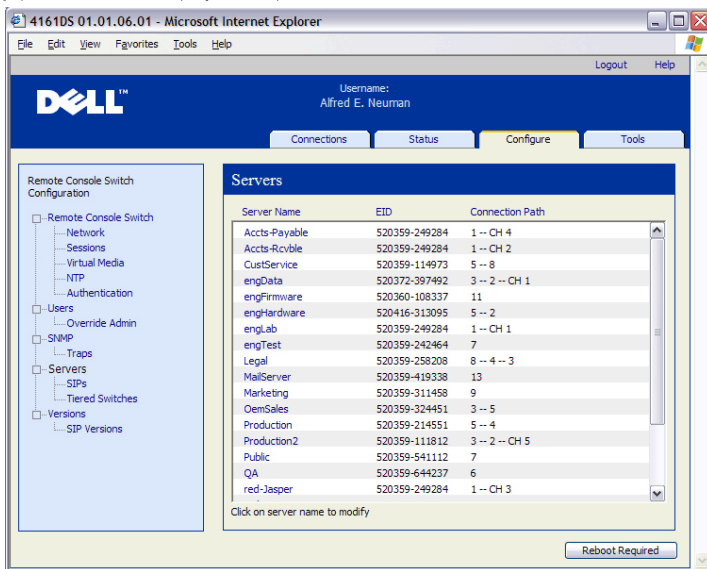 4161DS 01.01.06.01 - Microsoft Internet Explorer
File Edit View Favorites Tools Help
Logout Help
DELL™
Username:
Alfred E. Neuman
Connections Status Configure Tools
Remote Console Switch
Configuration
Remote Console Switch
Network
Sessions
Virtual Media
NTP
Authentication
Users
Override Admin
SNMP
Traps
Servers
SIPs
Tiered Switches
Versions
SIP Versions
Servers
Server Name EID Connection Path
Accts-Payable 520359-249284 1 -- CH 4
Accts-Rcvble 520359-249284 1 -- CH 2
CustService 520359-114973 5 -- 8
engData 520372-397492 3 -- 2 -- CH 1
engFirmware 520360-108337 11
engHardware 520416-313095 5 -- 2
engLab 520359-249284 1 -- CH 1
engTest 520359-242464 7
Legal 520359-258208 8 -- 4 -- 3
MailServer 520359-419338 13
Marketing 520359-311458 9
OemSales 520359-324451 3 -- 5
Production 520359-214551 5 -- 4
Production2 520359-111812 3 -- 2 -- CH 5
Public 520359-541112 7
QA 520359-644237 6
red-Jasper 520359-249284 1 -- CH 3
Click on server name to modify
Reboot Required